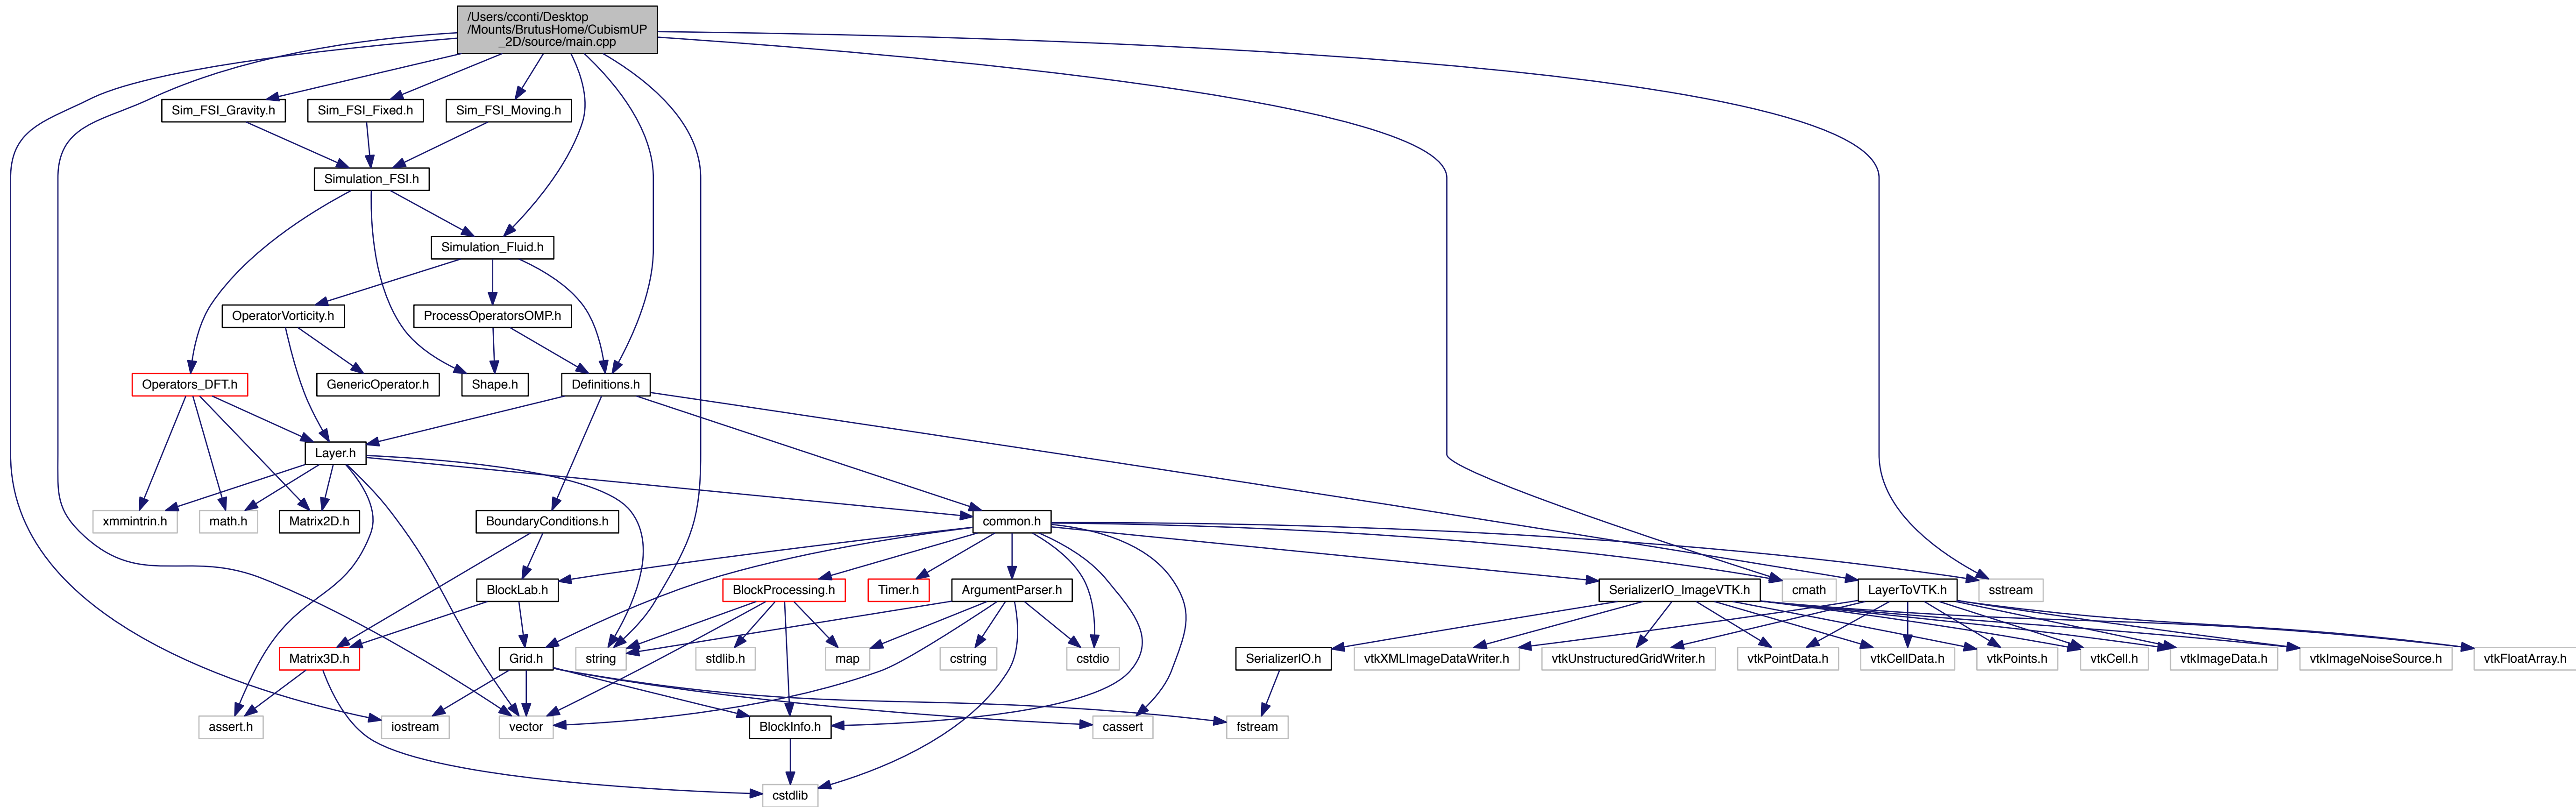 /Users/cconti/Desktop
/Mounts/BrutusHome/CubismUP
_2D/source/main.cpp
Sim_FSI_Gravity.h
Sim_FSI_Fixed.h
Sim_FSI_Moving.h
Simulation_FSI.h
Simulation_Fluid.h
OperatorVorticity.h
ProcessOperatorsOMP.h
Operators_DFT.h
GenericOperator.h
Shape.h
Definitions.h
Layer.h
xmmintrin.h
math.h
Matrix2D.h
BoundaryConditions.h
common.h
BlockLab.h
BlockProcessing.h
Timer.h
ArgumentParser.h
SerializerIO_ImageVTK.h
cmath
LayerToVTK.h
sstream
Matrix3D.h
Grid.h
string
stdlib.h
map
cstring
cstdio
SerializerIO.h
vtkXMLImageDataWriter.h
vtkUnstructuredGridWriter.h
vtkPointData.h
vtkCellData.h
vtkPoints.h
vtkCell.h
vtkImageData.h
vtkImageNoiseSource.h
vtkFloatArray.h
assert.h
iostream
vector
BlockInfo.h
cassert
fstream
cstdlib